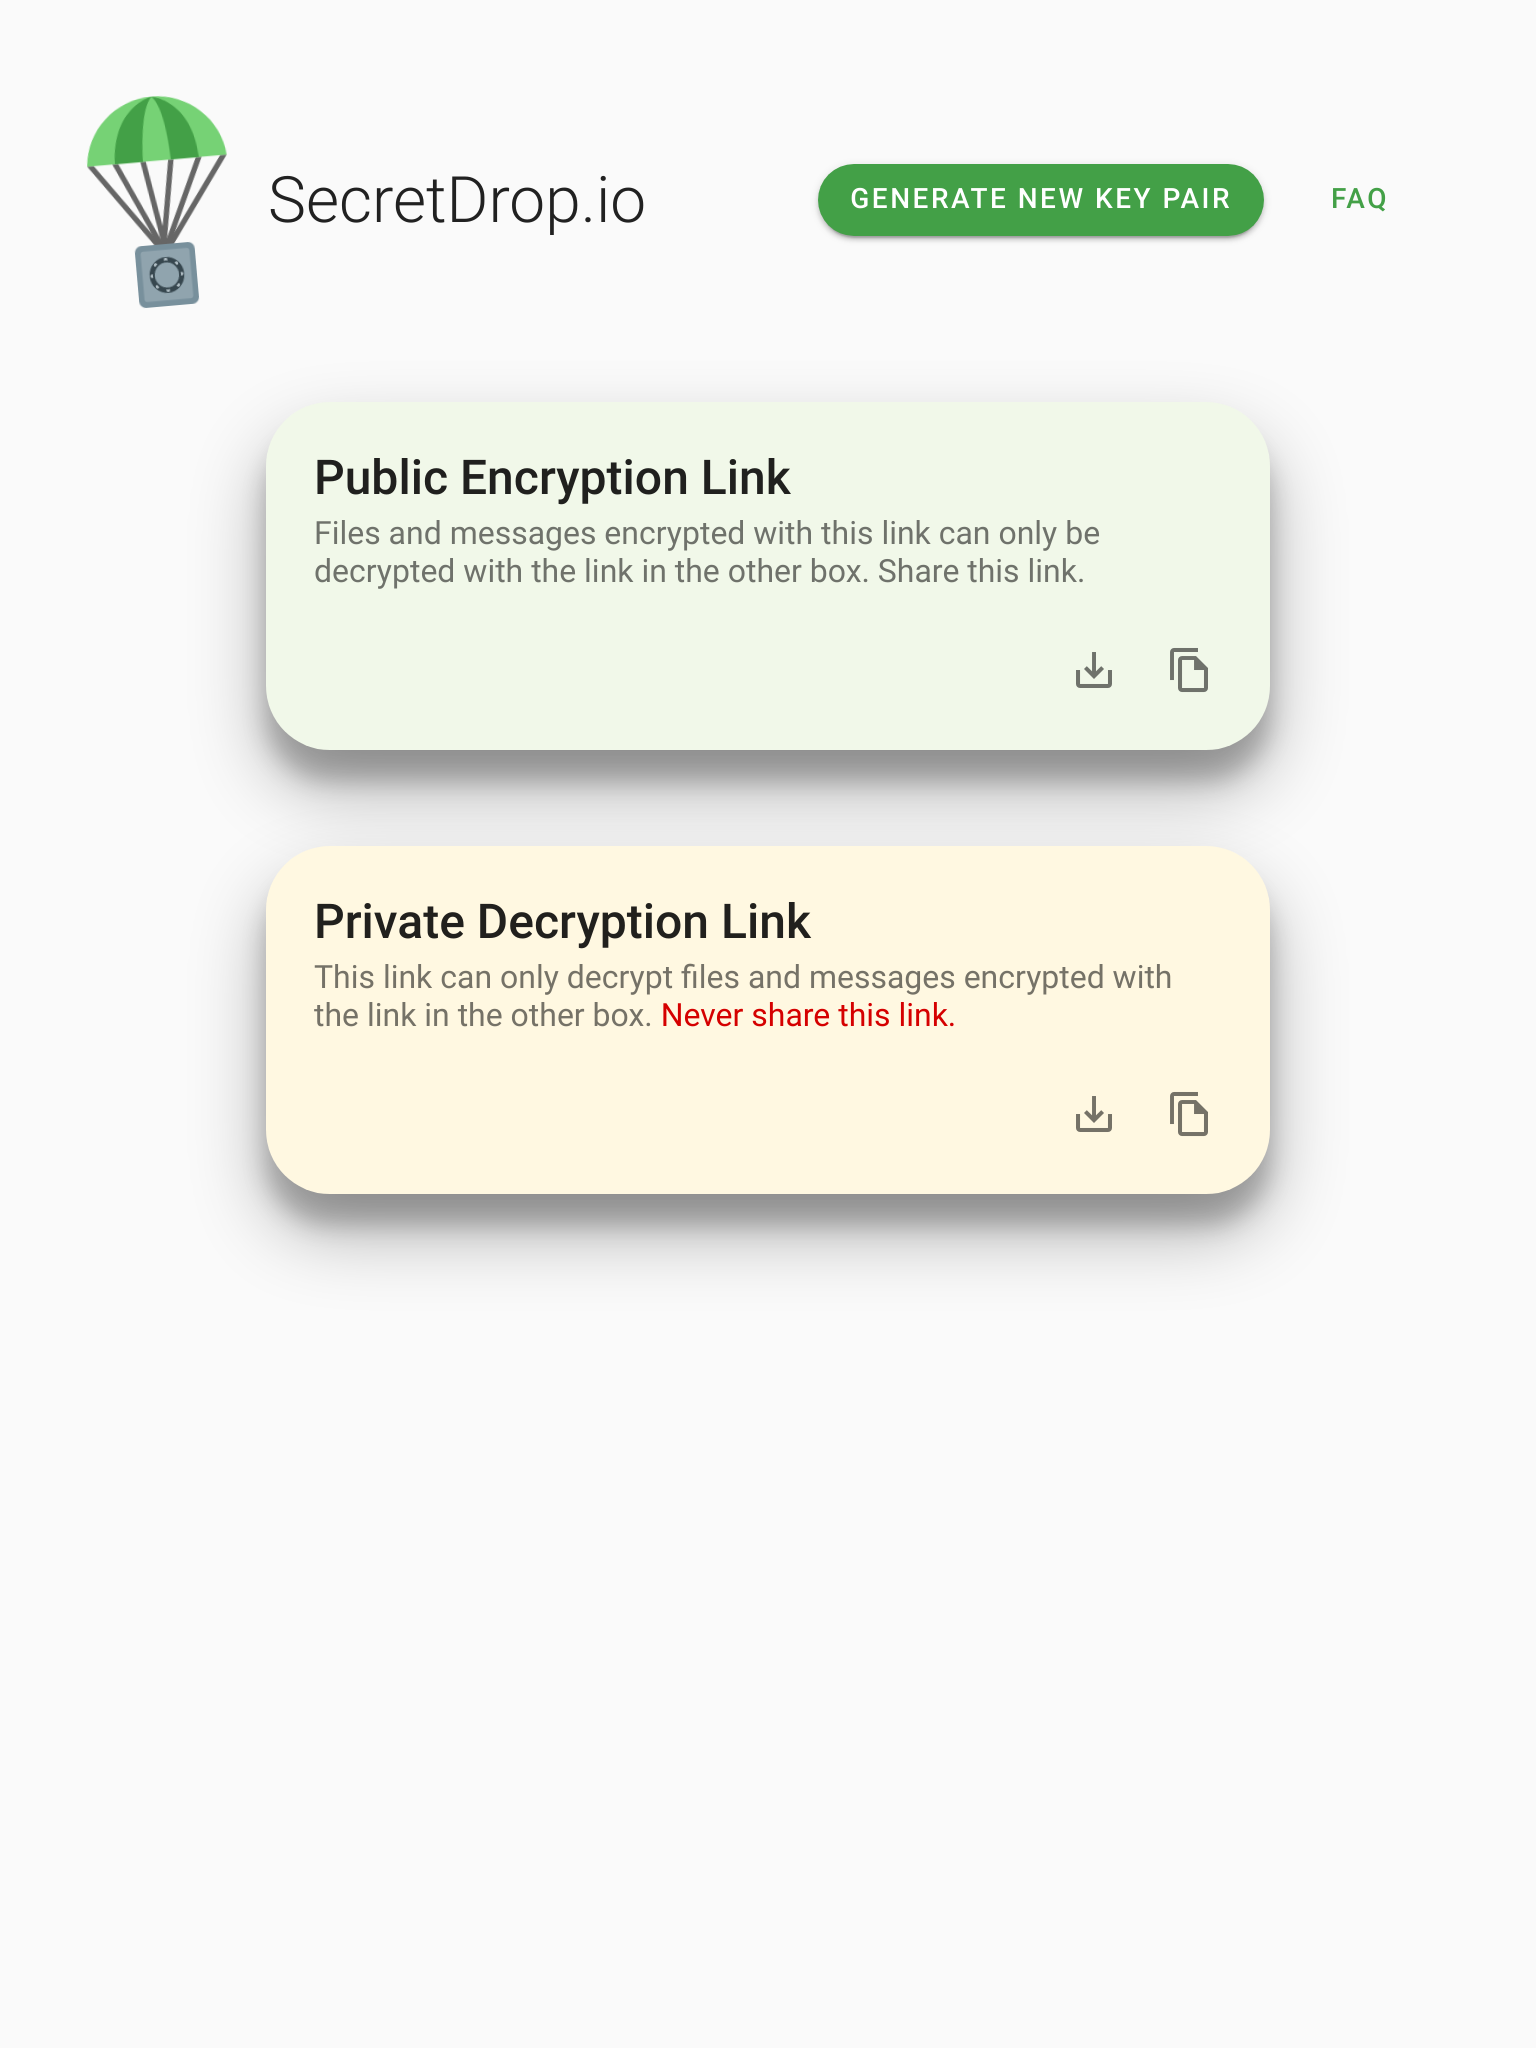 SecretDrop.io
GENERATE NEW KEY PAIR
FAQ
Public Encryption Link
Files and messages encrypted with this link can only be
decrypted with the link in the other box. Share this link.
Private Decryption Link
This link can only decrypt files and messages encrypted with
the link in the other box. Never share this link.